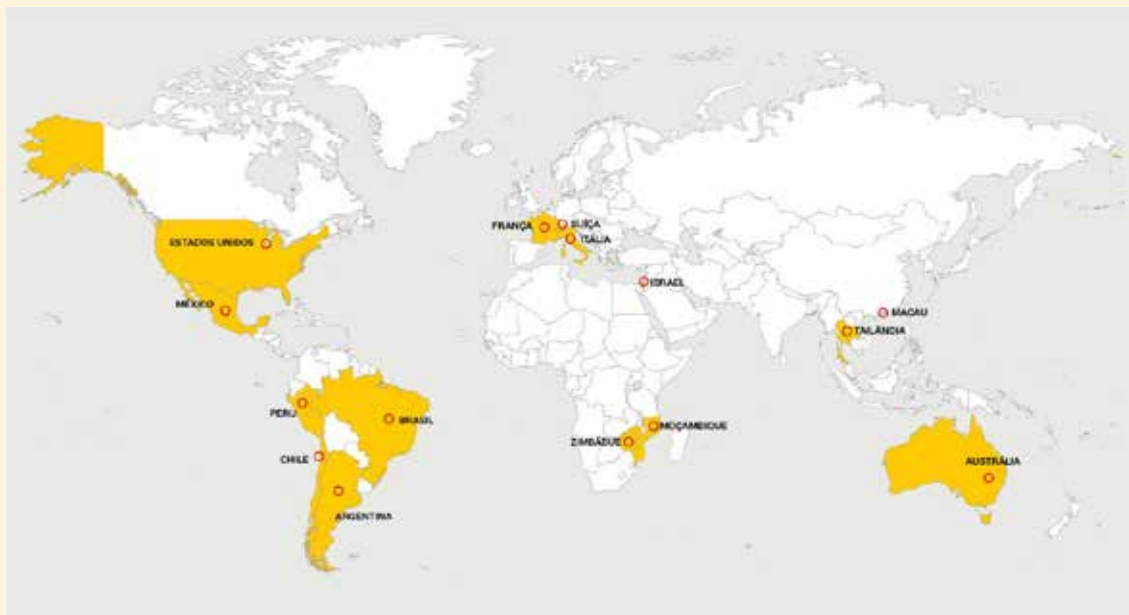 FRANÇA
SUÍÇA
ITÁLIA
ESTADOS UNIDOS
ISRAEL
MÉXICO
MACAU
TAILÂNDIA
PERU
BRASIL
MOÇAMBIQUE
ZIMBÁBUE
CHILE
AUSTRÁLIA
ARGENTINA